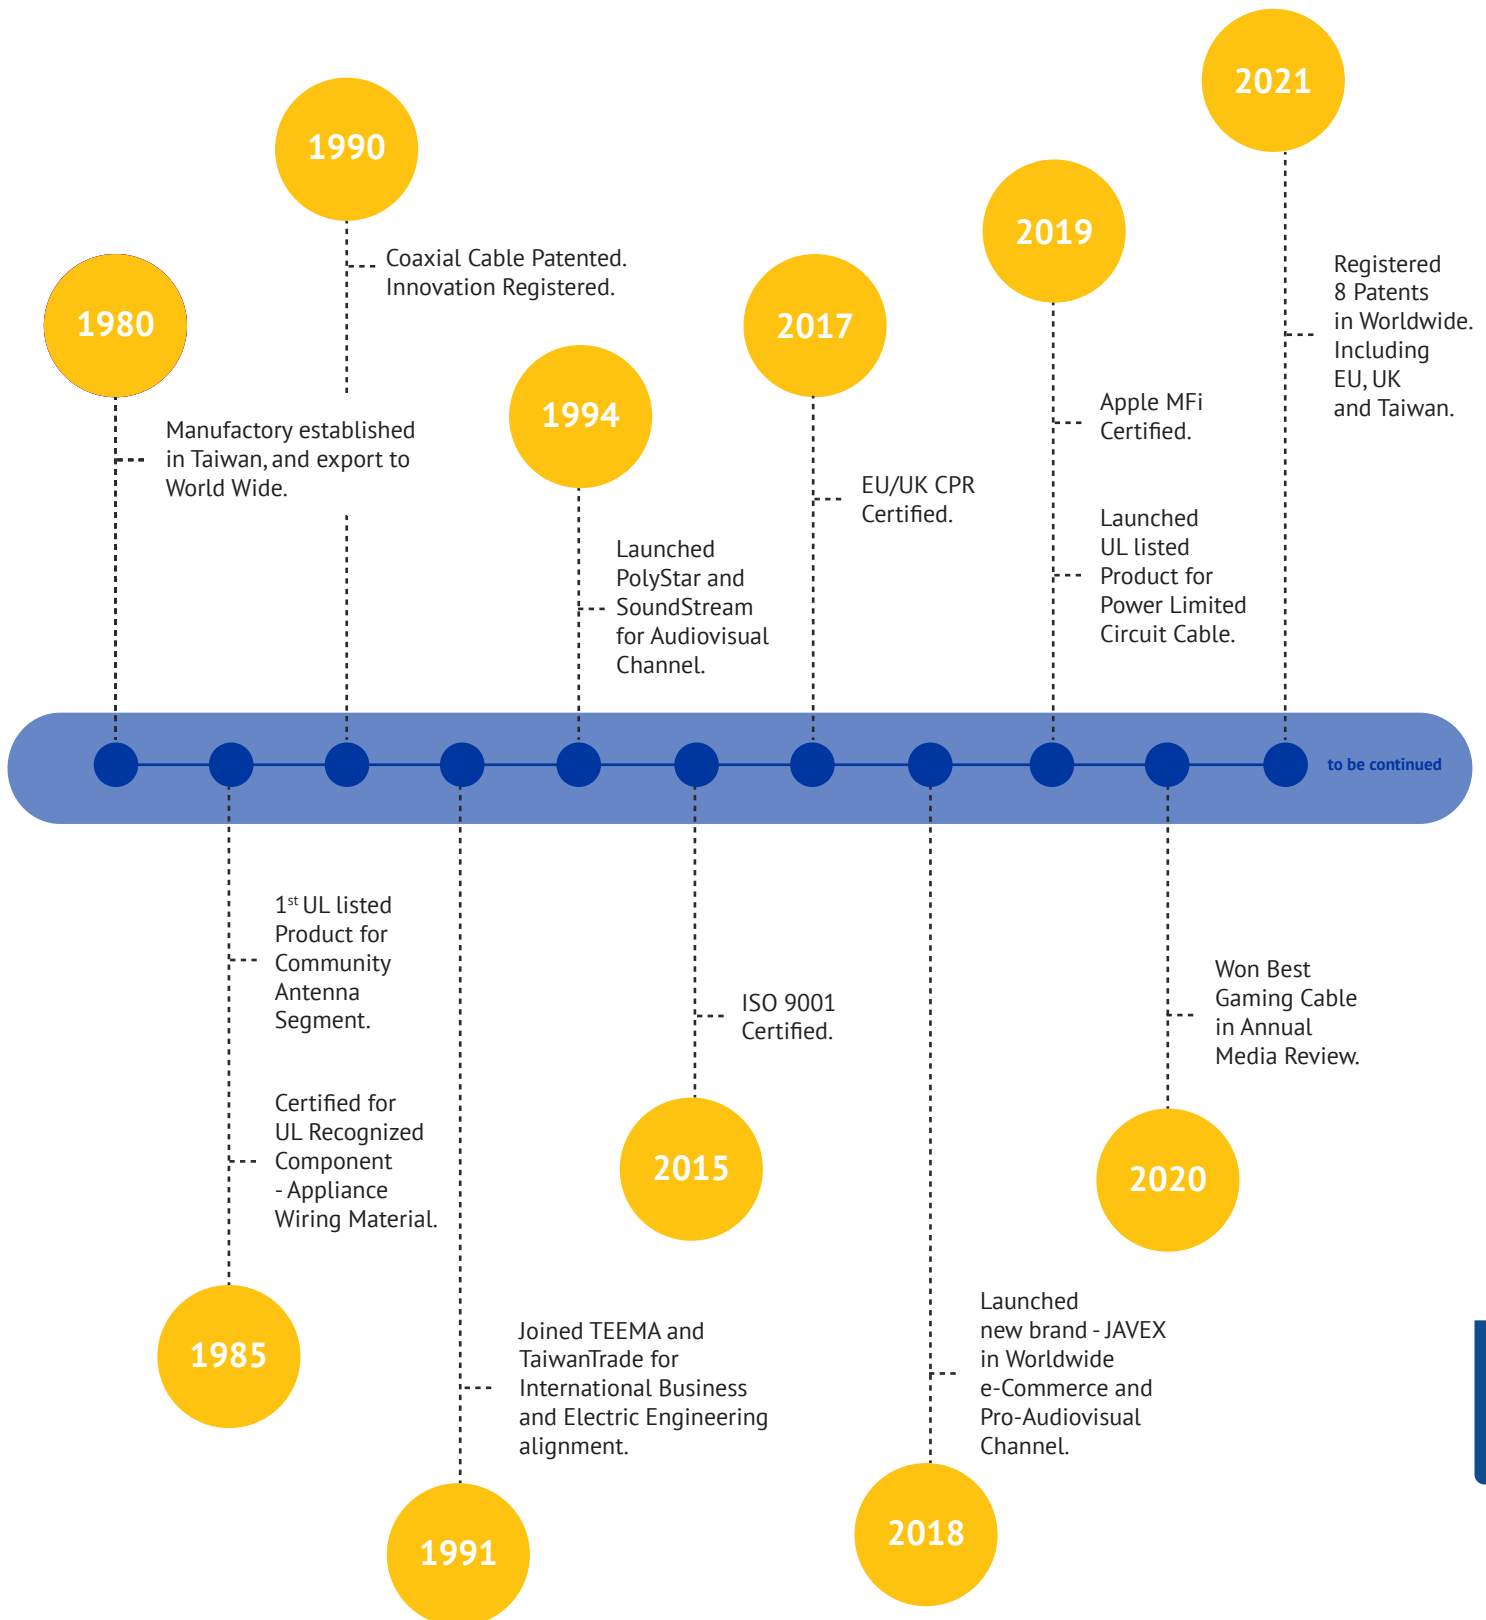 1980
Manufactory established
in Taiwan, and export to
World Wide.
1985
1st UL listed
Product for
Community
Antenna
Segment.
Certified for
UL Recognized
Component
- Appliance
Wiring Material.
1990
Coaxial Cable Patented.
Innovation Registered.
1991
Joined TEEMA and
TaiwanTrade for
International Business
and Electric Engineering
alignment.
1994
Launched
PolyStar and
SoundStream
for Audiovisual
Channel.
2015
ISO 9001
Certified.
2017
EU/UK CPR
Certified.
2018
Launched
new brand - JAVEX
in Worldwide
e-Commerce and
Pro-Audiovisual
Channel.
2019
Apple MFi
Certified.
Launched
UL listed
Product for
Power Limited
Circuit Cable.
2020
Won Best
Gaming Cable
in Annual
Media Review.
2021
Registered
8 Patents
in Worldwide.
Including
EU, UK
and Taiwan.
to be continued